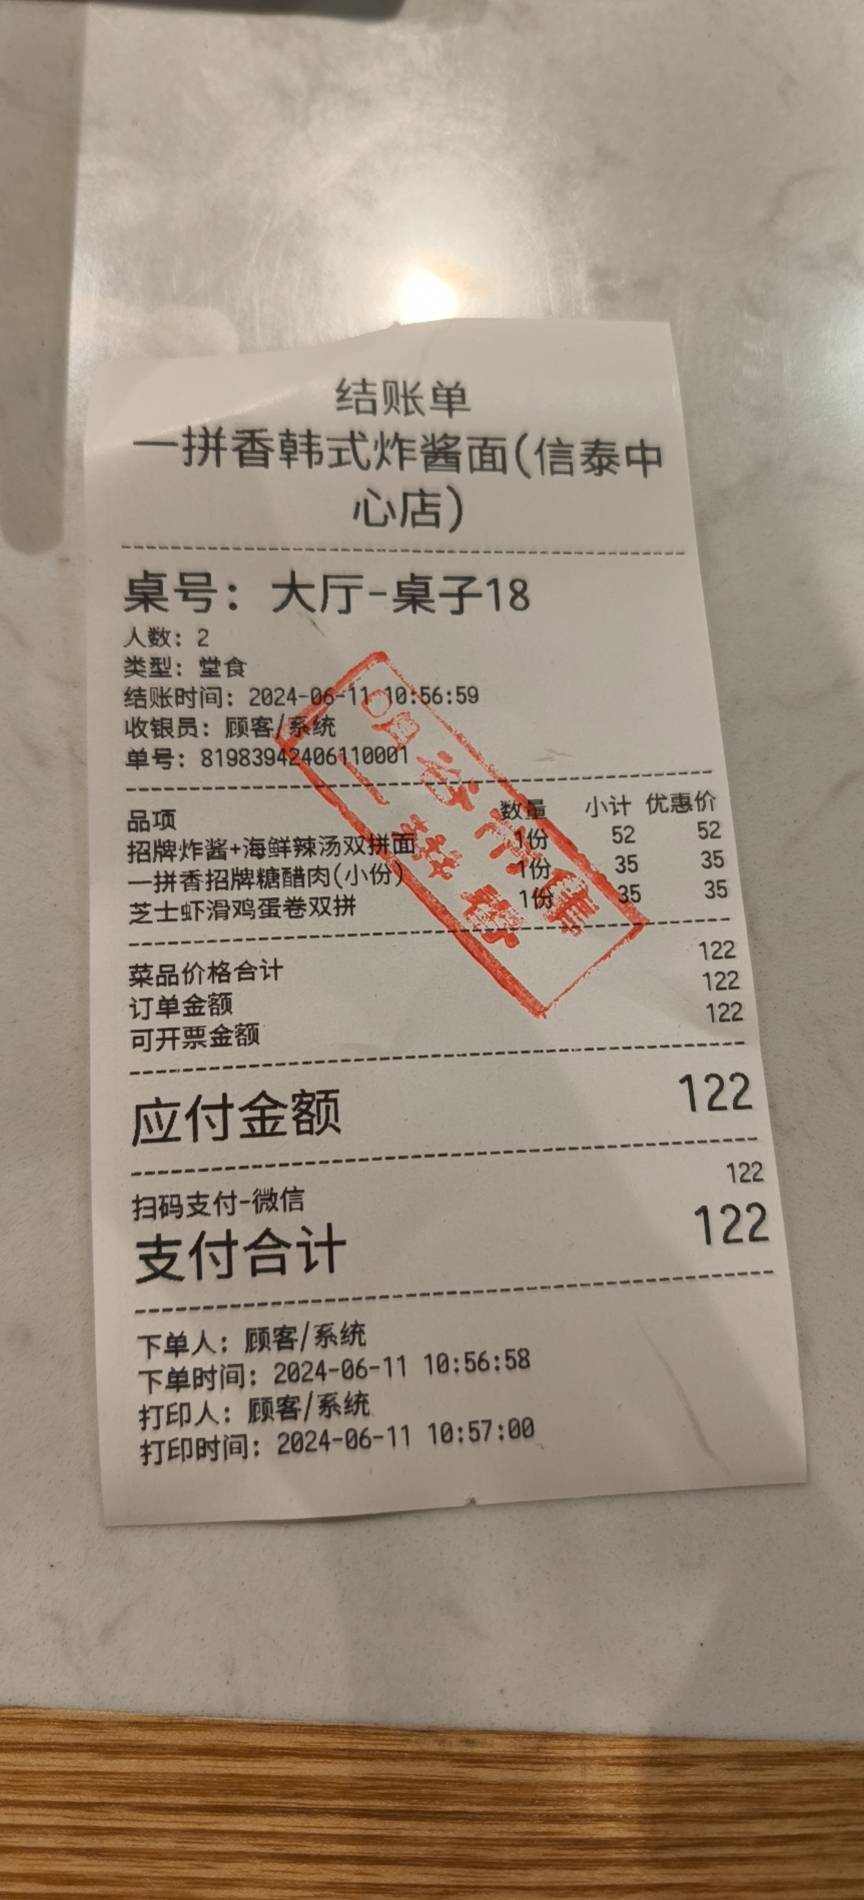 结账单
一拼香韩式炸酱面(信泰中
心店)
桌号: 大厅-桌子18
人数: 2
类型: 堂食
结账时间: 2024-06-11 10:56:59
收银员: 顾客/系统
单号: 81983942406110001
品项 数量 小计 优惠价
招牌炸酱+海鲜辣汤双拼面 1份 52 52
一拼香招牌糖醋肉(小份) 1份 35 35
芝士虾滑鸡蛋卷双拼 1份 35 35
菜品价格合计 122
订单金额 122
可开票金额 122
应付金额 122
扫码支付-微信 122
支付合计 122
下单人: 顾客/系统
下单时间: 2024-06-11 10:56:58
打印人: 顾客/系统
打印时间: 2024-06-11 10:57:00